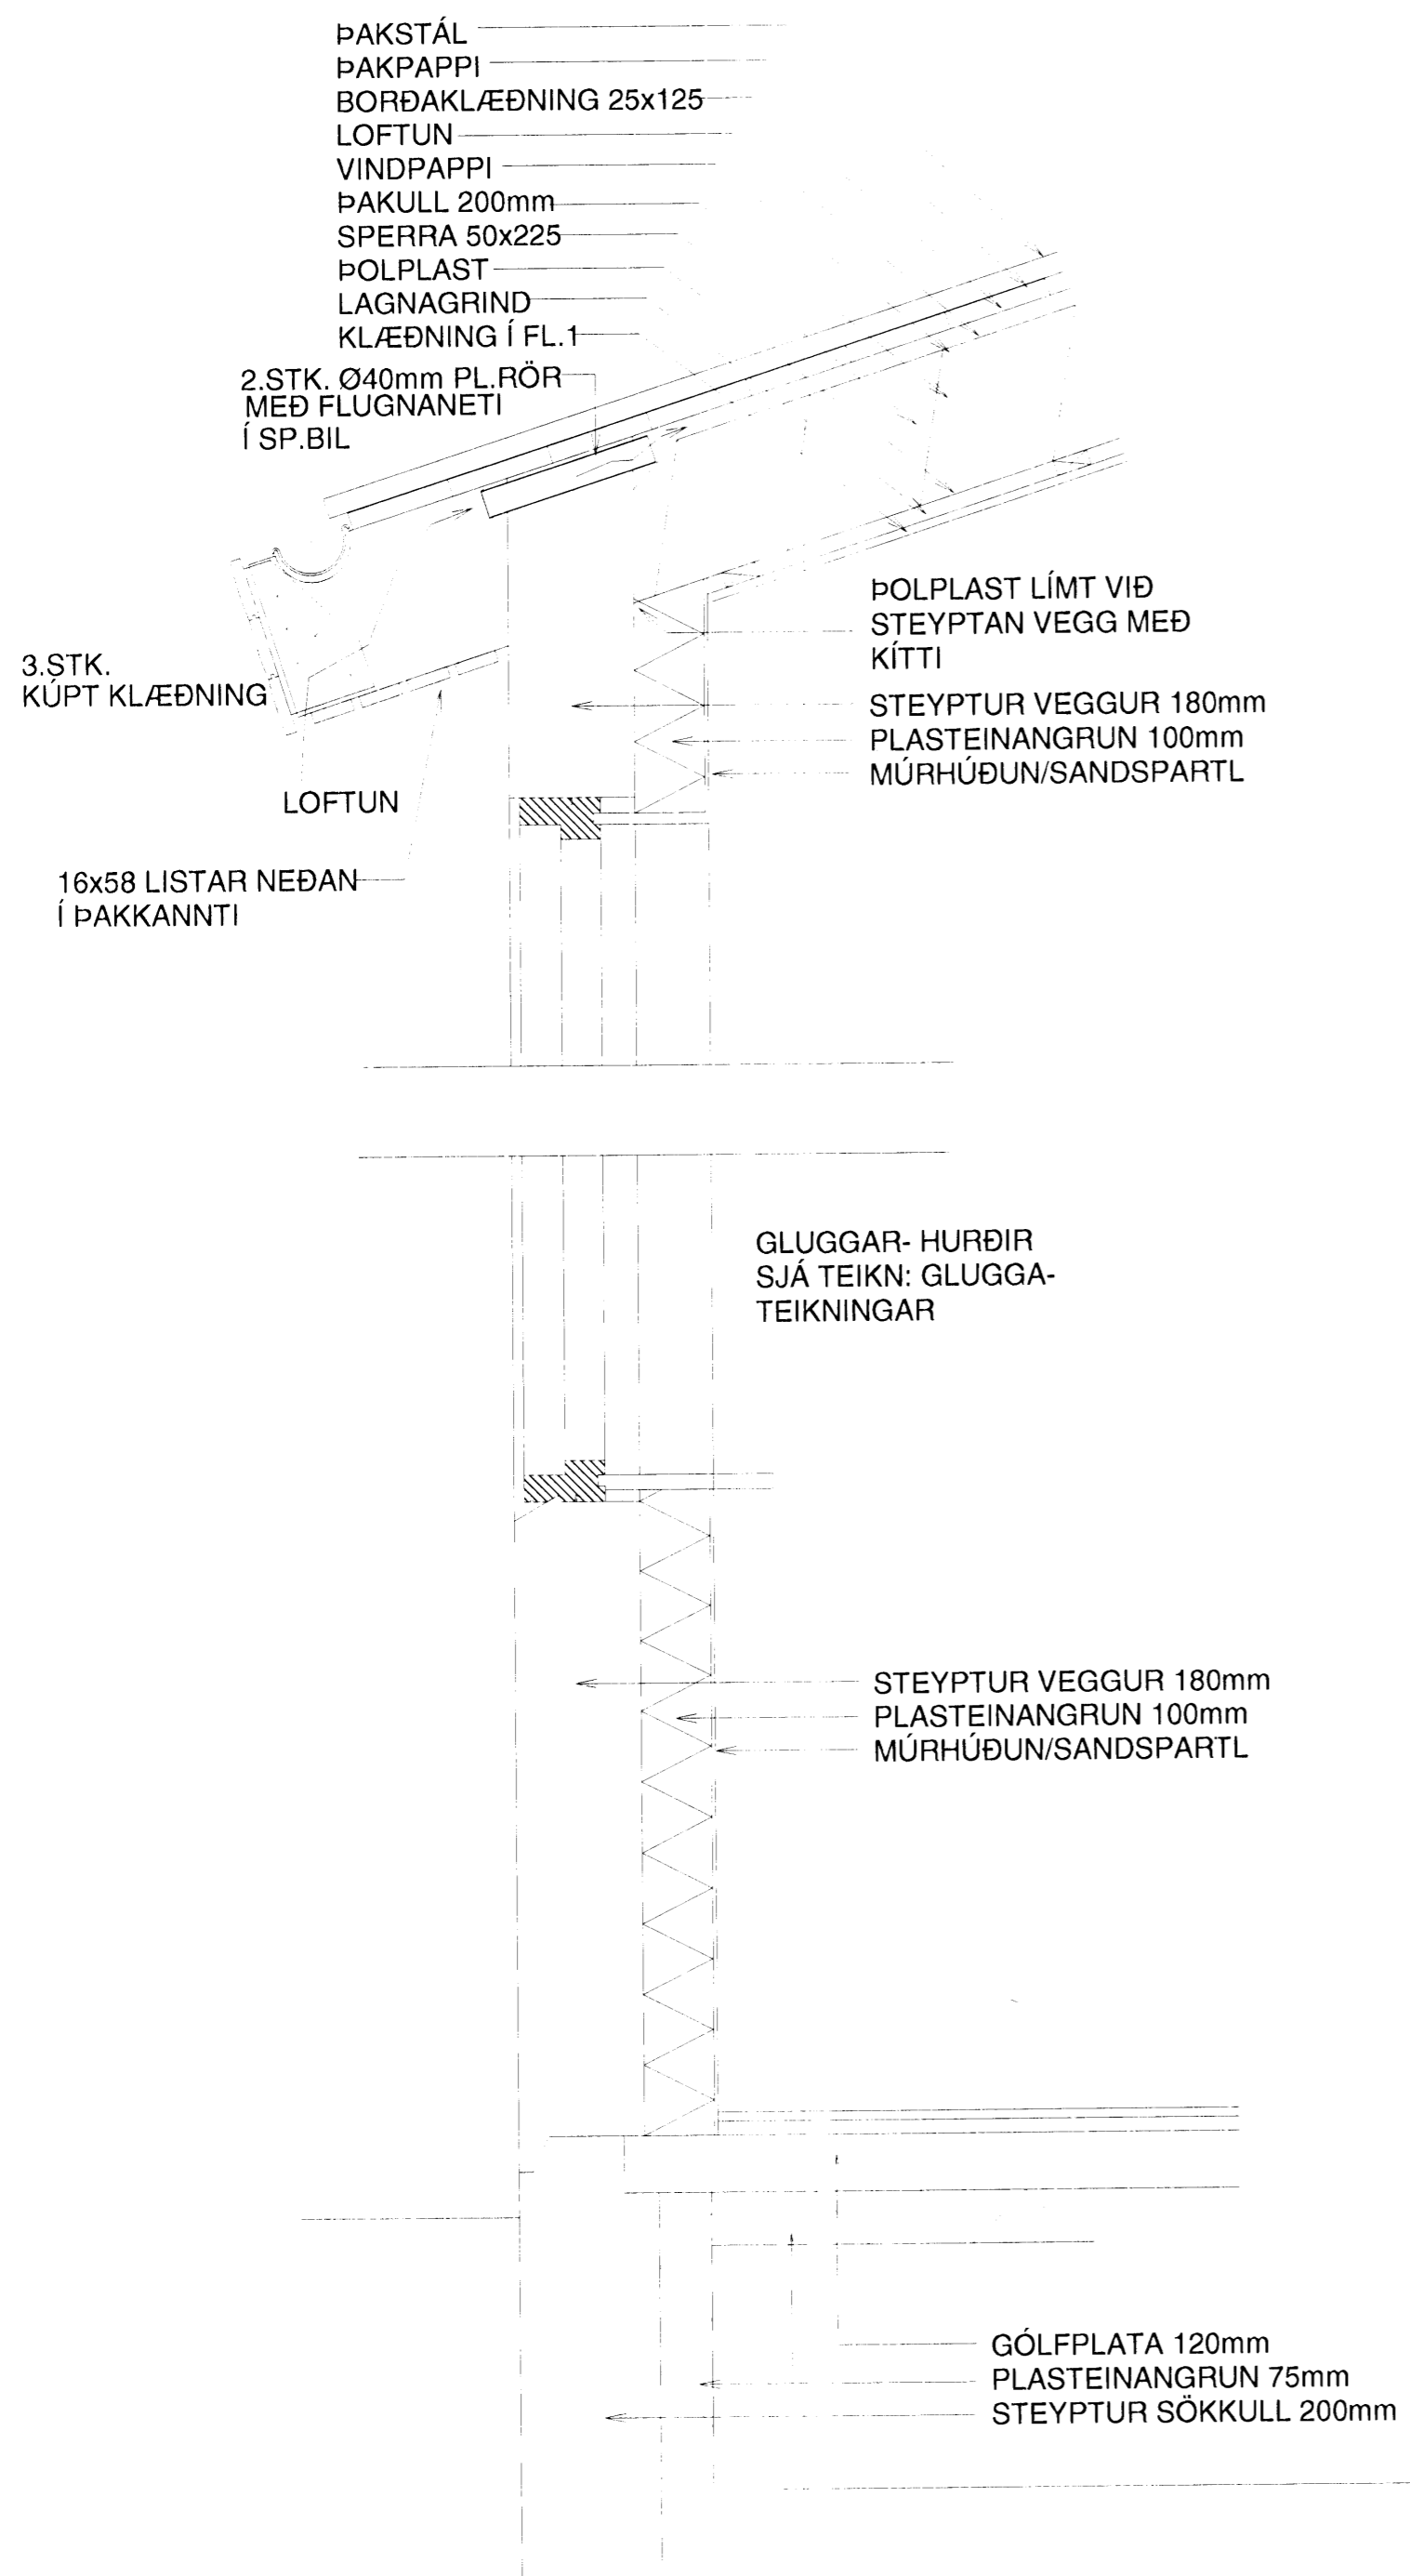 ÞAKSTÁL
ÞAKPAPPI
BORÐAKLÆÐNING 25x125
LOFTUN
VINDPAPPI
ÞAKULL 200mm
SPERRA 50x225
ÞOLPLAST
LAGNAGRIND
KLÆÐNING Í FL.1
2.STK. Ø40mm PL.RÖR
MEÐ FLUGNANETI
Í SP.BIL
ÞOLPLAST LÍMT VIÐ
STEYPTAN VEGG MEÐ
KÍTTI
3.STK.
KÚPT KLÆÐNING
STEYPTUR VEGGUR 180mm
PLASTEINANGRUN 100mm
MÚRHÚÐUN/SANDSPARTL
LOFTUN
16x58 LISTAR NEÐAN
Í ÞAKKANNTI
GLUGGAR- HURÐIR
SJÁ TEIKN: GLUGGA-
TEIKNINGAR
STEYPTUR VEGGUR 180mm
PLASTEINANGRUN 100mm
MÚRHÚÐUN/SANDSPARTL
GÓLFPLATA 120mm
PLASTEINANGRUN 75mm
STEYPTUR SÖKKULL 200mm